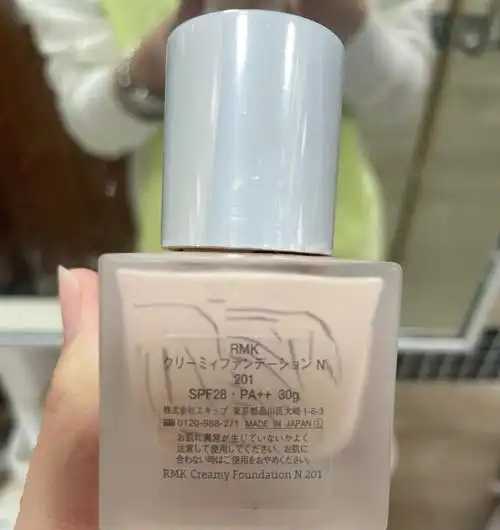 RMK
クリーミィファンデーション N
201
SPF28・PA++ 30g
株式会社エキップ 東京都品川区大崎1-6-3
0120-988-271 MADE IN JAPAN
お肌に異常が生じていないかよく
注意して使用してください。お肌に
合わない時はご使用をおやめください。
RMK Creamy Foundation N 201